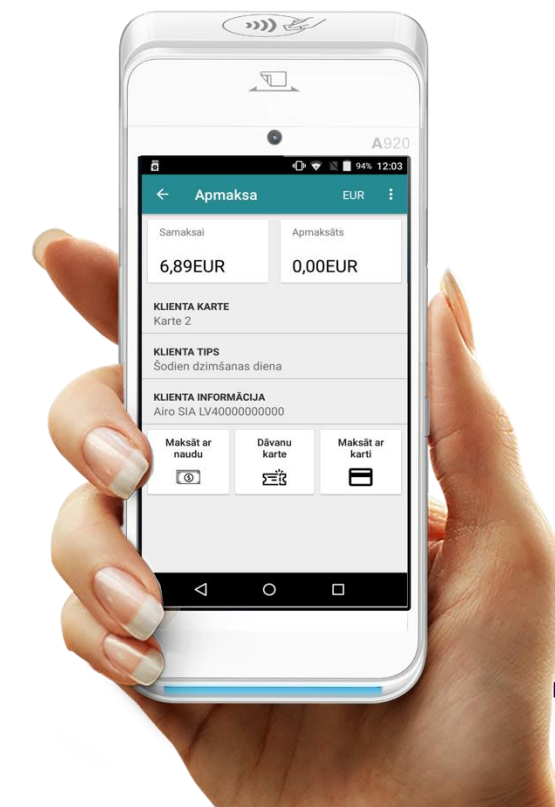 A920
94% 12:03
Apmaksa EUR
Samaksai
6,89EUR
Apmaksāts
0,00EUR
KLIENTA KARTE
Karte 2
KLIENTA TIPS
Šodien dzimšanas diena
KLIENTA INFORMĀCIJA
Airo SIA LV40000000000
Maksāt ar
naudu
Dāvanu
karte
Maksāt ar
karti